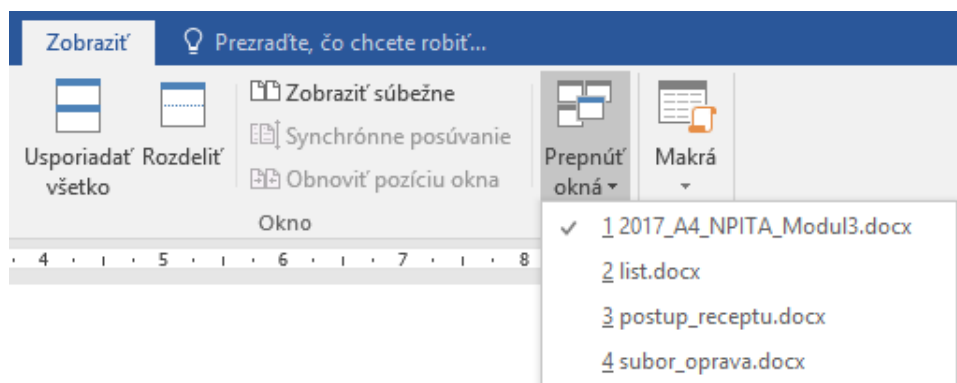 Zobraziť
Prezraďte, čo chcete robiť...
Usporiadať
všetko
Rozdeliť
Zobraziť súbežne
Synchrónne posúvanie
Obnoviť pozíciu okna
Prepnúť
okná
Makrá
Okno
4 5 6 7 8
1 2017_A4_NPITA_Modul3.docx
2 list.docx
3 postup_receptu.docx
4 subor_oprava.docx